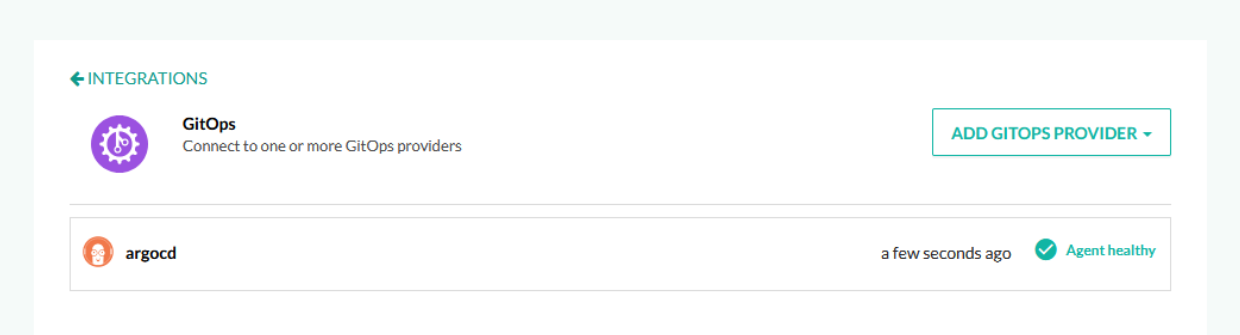 INTEGRATIONS
GitOps
Connect to one or more GitOps providers
ADD GITOPS PROVIDER
argocd
a few seconds ago
Agent healthy